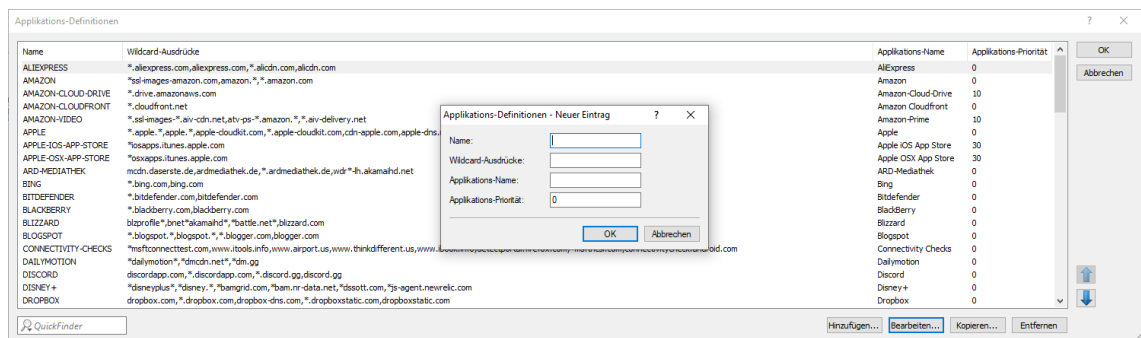 Applikations-Definitionen ? ×
Name Wildcard-Ausdrücke Applikations-Name Applikations-Priorität
ALIEXPRESS *.aliexpress.com,aliexpress.com,*.alicdn.com,alicdn.com AliExpress 0
AMAZON *ssl-images-amazon.com,amazon.*,*.amazon.com Amazon 0
AMAZON-CLOUD-DRIVE *.drive.amazonaws.com Amazon-Cloud-Drive 10
AMAZON-CLOUDFRONT *.cloudfront.net Amazon Cloudfront 0
AMAZON-VIDEO *.ssl-images-*.aiv-cdn.net,atv-ps-*.amazon.*,*.aiv-delivery.net Amazon-Prime 10
APPLE *.apple.*,apple.*,apple-cloudkit.com,*.apple-cloudkit.com,cdn-apple.com,apple-dns. Apple 0
APPLE-IOS-APP-STORE *iosapps.itunes.apple.com Apple iOS App Store 30
APPLE-OSX-APP-STORE *osxapps.itunes.apple.com Apple OSX App Store 30
ARD-MEDIATHEK mcdn.daserste.de,ardmediathek.de,*.ardmediathek.de,wdr*-lh.akamaihd.net ARD-Mediathek 0
BING *.bing.com,bing.com Bing 0
BITDEFENDER *.bitdefender.com,bitdefender.com Bitdefender 0
BLACKBERRY *.blackberry.com,blackberry.com BlackBerry 0
BLIZZARD blzprofile*,bnet*akamaihd*,*battle.net*,blizzard.com Blizzard 0
BLOGSPOT *.blogspot.*,blogspot.*,*.blogger.com,blogger.com Blogspot 0
CONNECTIVITY-CHECKS *msftconnecttest.com,www.itools.info,www.airport.us,www.thinkdifferent.us,www. Connectivity Checks 0
DAILYMOTION *dailymotion*,*dmcdn.net*,*dm.gg Dailymotion 0
DISCORD discordapp.com,*.discordapp.com,*.discord.gg,discord.gg Discord 0
DISNEY+ *disneyplus*,*disney.*,*bamgrid.com,*bam.nr-data.net,*dssott.com,*js-agent.newrelic.com Disney+ 0
DROPBOX dropbox.com,*.dropbox.com,dropbox-dns.com,*.dropboxstatic.com,dropboxstatic.com Dropbox 0
OK
Abbrechen
Applikations-Definitionen - Neuer Eintrag ? ×
Name:
Wildcard-Ausdrücke:
Applikations-Name:
Applikations-Priorität: 0
OK Abbrechen
QuickFinder Hinzufügen... Bearbeiten... Kopieren... Entfernen